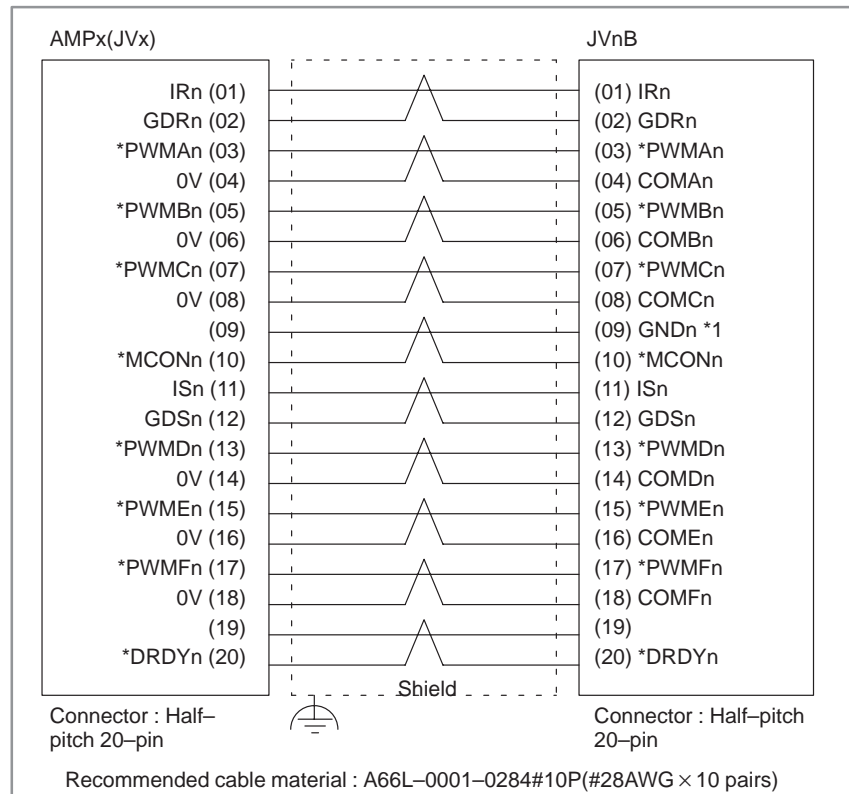 AMPx(JVx) JVnB
IRn (01) (01) IRn
GDRn (02) (02) GDRn
*PWMAn (03) (03) *PWMAn
0V (04) (04) COMAn
*PWMBn (05) (05) *PWMBn
0V (06) (06) COMBn
*PWMCn (07) (07) *PWMCn
0V (08) (08) COMCn
(09) (09) GNDn *1
*MCONn (10) (10) *MCONn
ISn (11) (11) ISn
GDSn (12) (12) GDSn
*PWMDn (13) (13) *PWMDn
0V (14) (14) COMDn
*PWMEn (15) (15) *PWMEn
0V (16) (16) COMEn
*PWMFn (17) (17) *PWMFn
0V (18) (18) COMFn
(19) (19)
*DRDYn (20) (20) *DRDYn
Shield
Connector : Half–
pitch 20–pin
Connector : Half–pitch
20–pin
Recommended cable material : A66L–0001–0284#10P(#28AWG × 10 pairs)